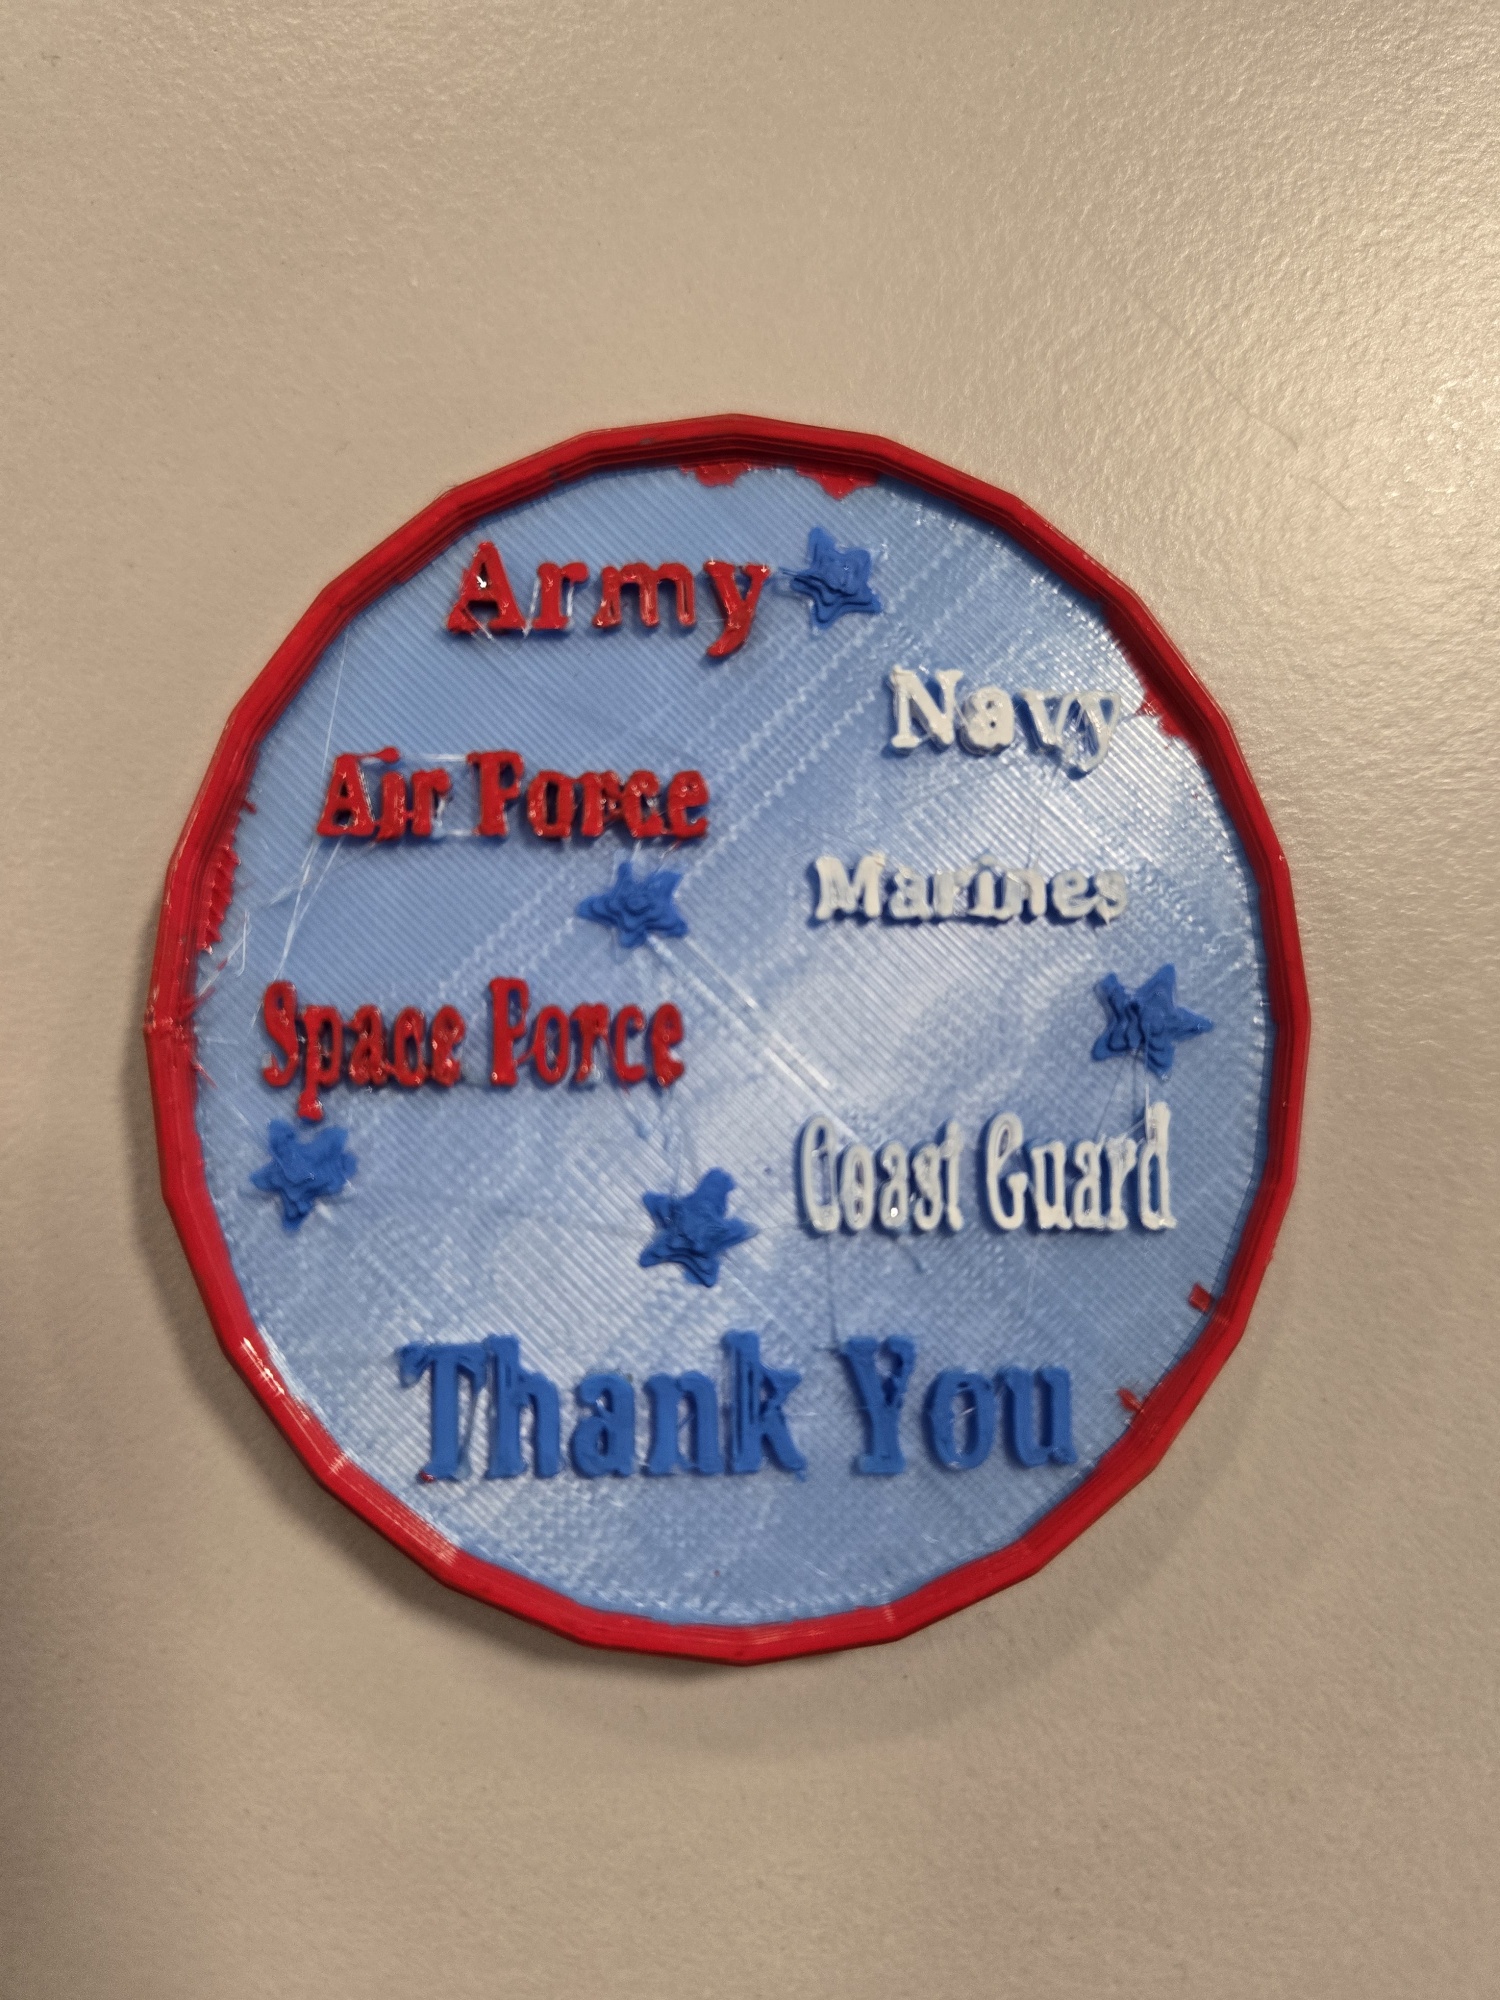 Army
Navy
Air Force
Marines
Space Force
Coast Guard
Thank You